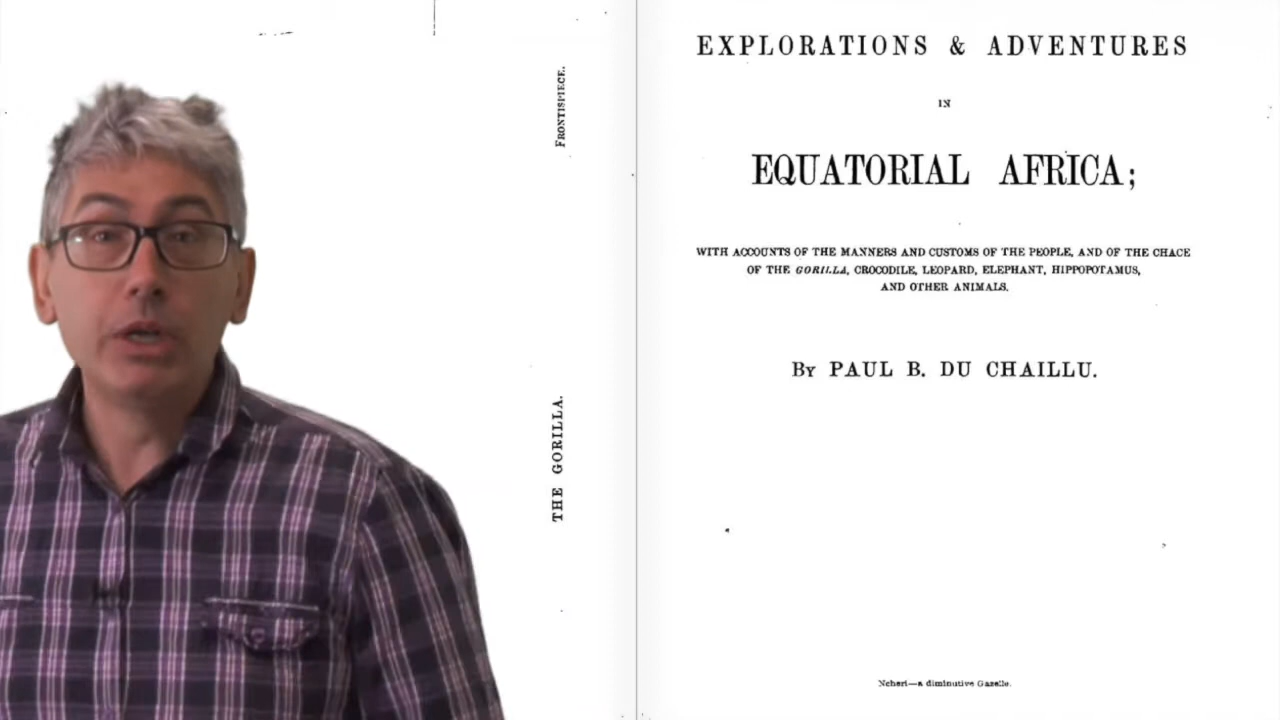 FRONTISPIECE.
THE GORILLA.
EXPLORATIONS & ADVENTURES
IN
EQUATORIAL AFRICA;
WITH ACCOUNTS OF THE MANNERS AND CUSTOMS OF THE PEOPLE, AND OF THE CHACE
OF THE GORILLA, CROCODILE, LEOPARD, ELEPHANT, HIPPOPOTAMUS,
AND OTHER ANIMALS.
BY PAUL B. DU CHAILLU.
Ncheri—a diminutive Gazelle.